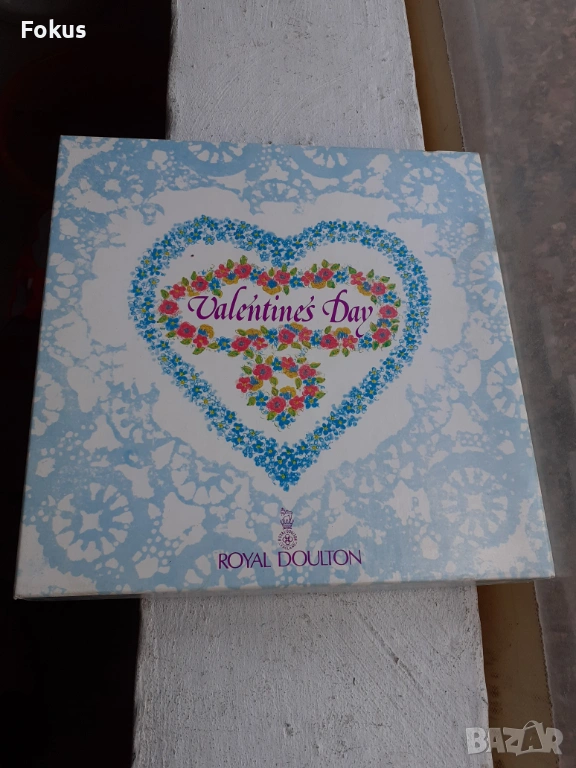 Fokus
Valentine's Day
ROYAL DOULTON
BAZAR